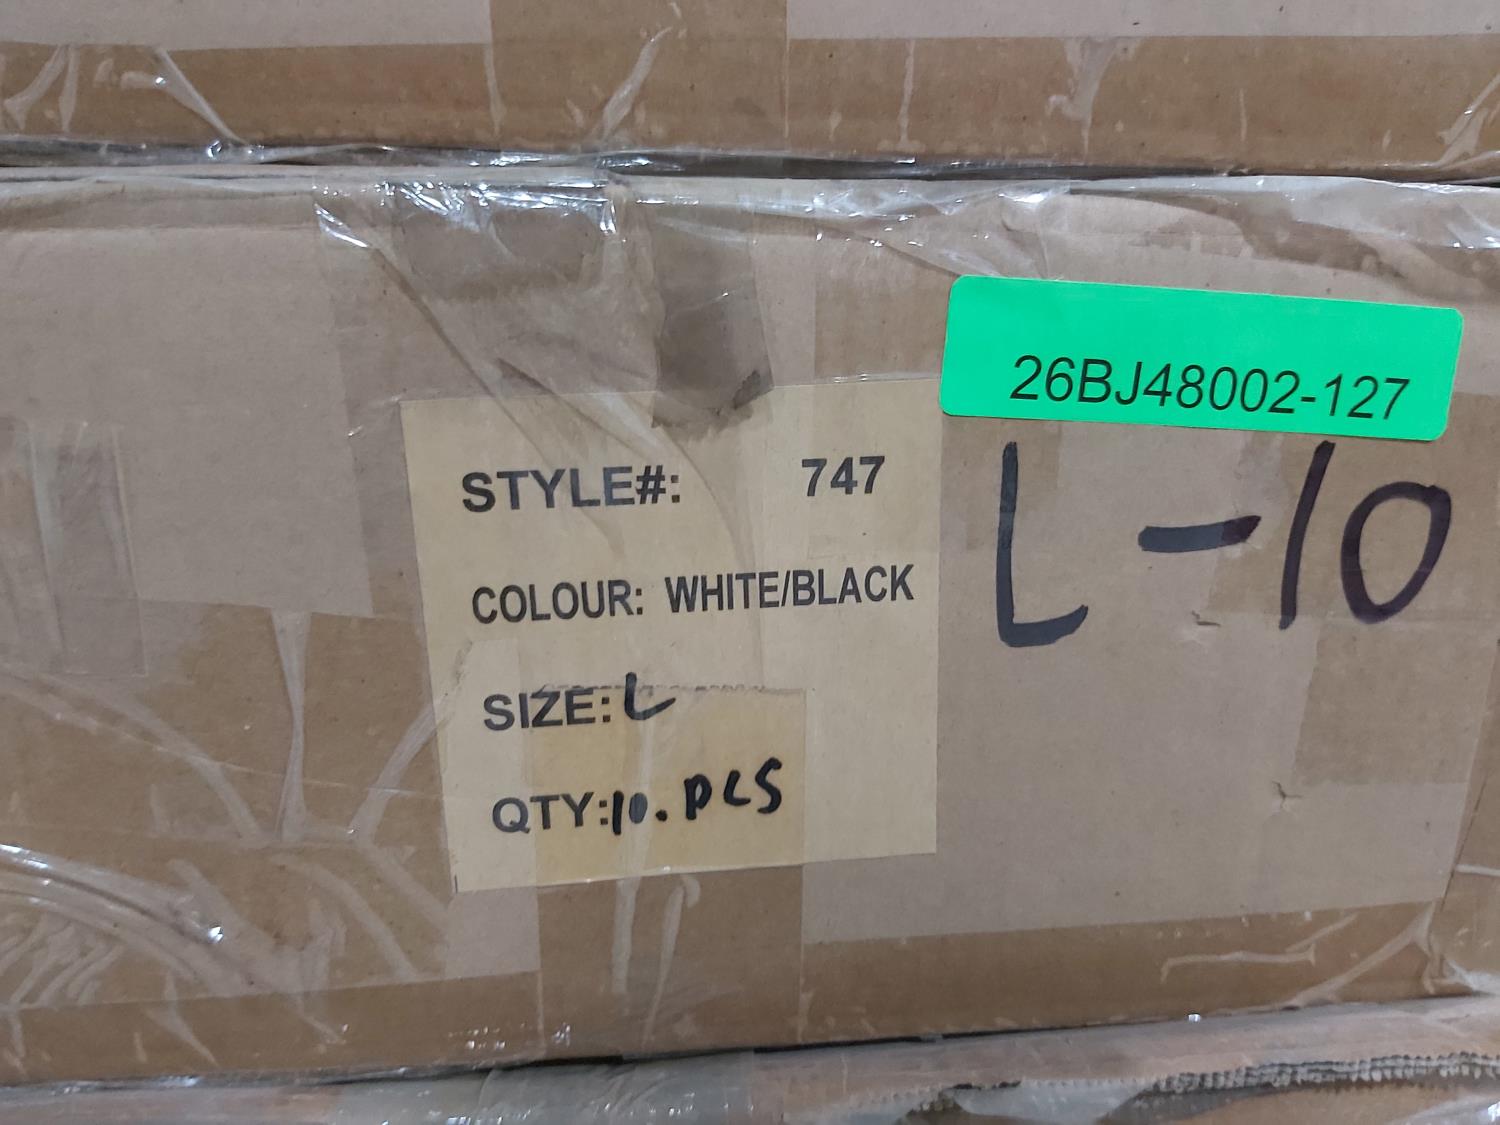 26BJ48002-127
L-10
STYLE#: 747
COLOUR: WHITE/BLACK
SIZE: L
QTY: 10. PCS